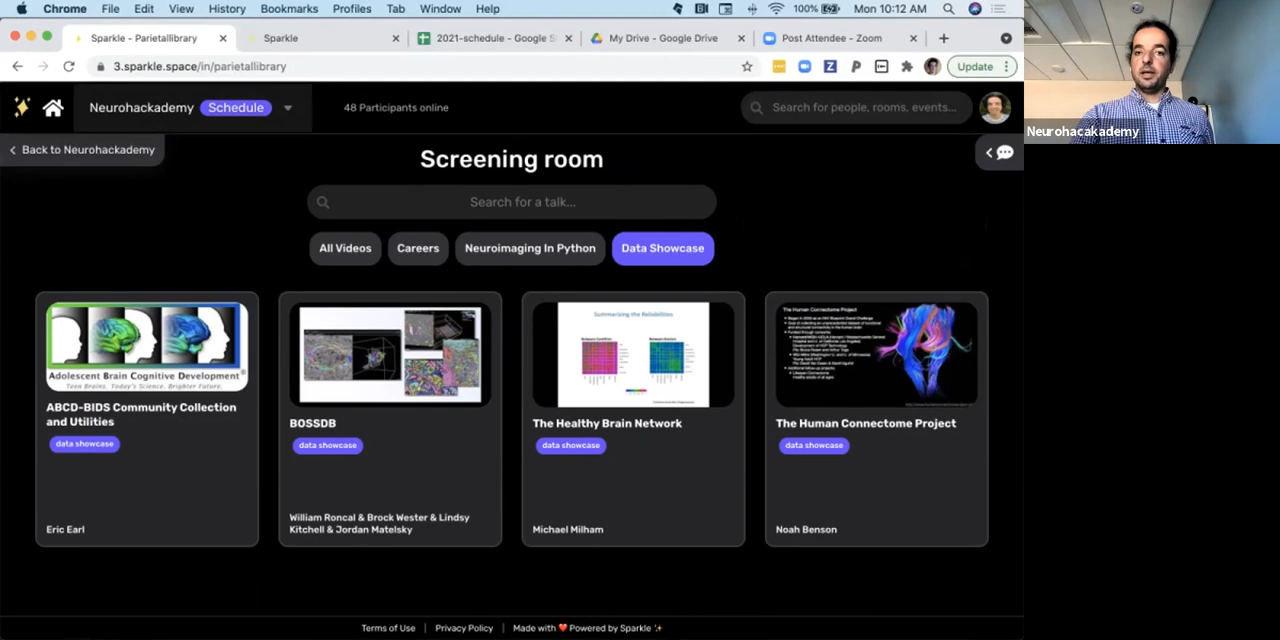 Chrome File Edit View History Bookmarks Profiles Tab Window Help 100% Mon 10:12 AM
Sparkle - Parietallibrary Sparkle 2021-schedule - Google S My Drive - Google Drive Post Attendee - Zoom
3.sparkle.space/in/parietallibrary Update
Neurohackademy Schedule 48 Participants online Search for people, rooms, events...
Neurohacakademy
Back to Neurohackademy
Screening room
Search for a talk...
All Videos Careers Neuroimaging In Python Data Showcase
Adolescent Brain Cognitive Development
Teen Brains. Today's Science. Brighter Future.
Summarizing the Reliabilities
The Human Connectome Project
ABCD-BIDS Community Collection
and Utilities
data showcase
Eric Earl
BOSSDB
data showcase
William Roncal & Brock Wester & Lindsy
Kitchell & Jordan Matelsky
The Healthy Brain Network
data showcase
Michael Milham
The Human Connectome Project
data showcase
Noah Benson
Terms of Use | Privacy Policy | Made with ❤️ Powered by Sparkle ✨